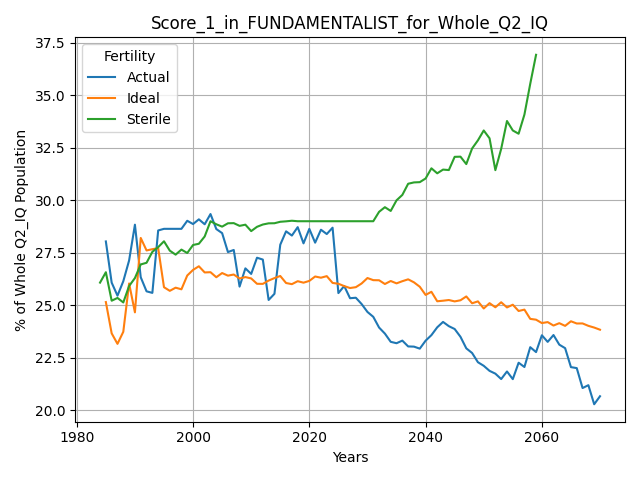 Score_1_in_FUNDAMENTALIST_for_Whole_Q2_IQ
% of Whole Q2_IQ Population
37.5
35.0
32.5
30.0
27.5
25.0
22.5
20.0
Fertility
Actual
Ideal
Sterile
1980 2000 2020 2040 2060
Years